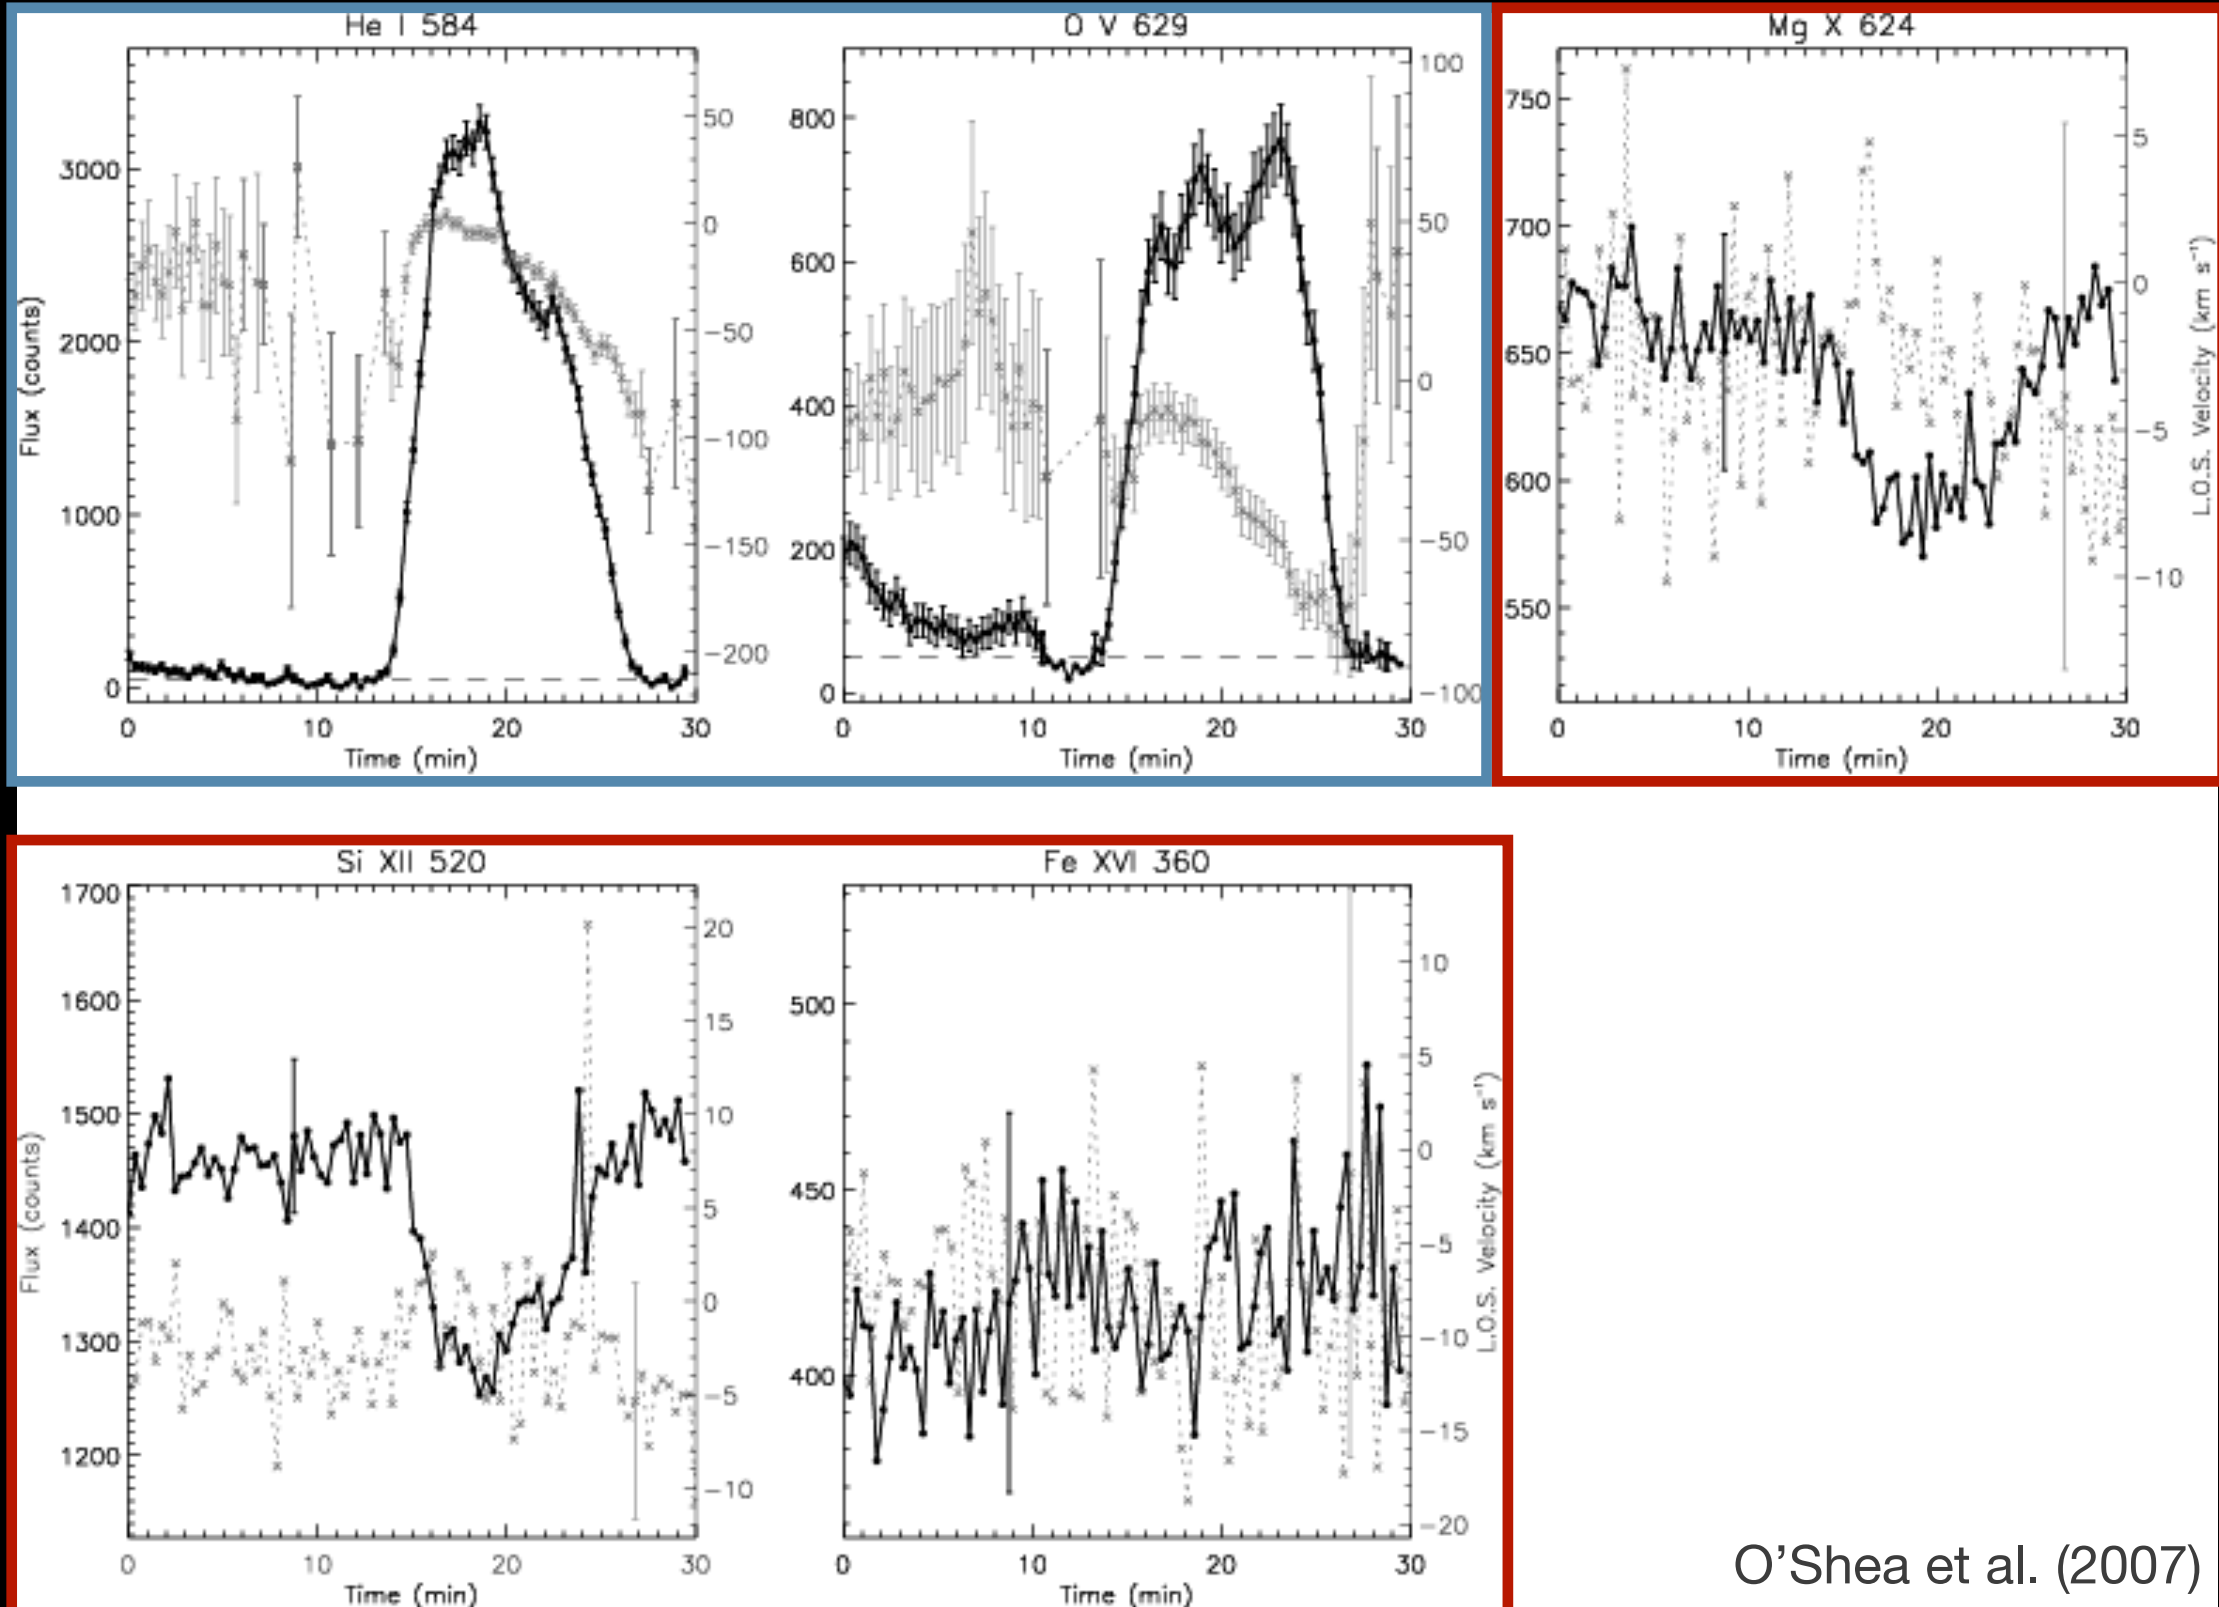 He I 584
3000
2000
1000
0
50
0
−50
−100
−150
−200
0 10 20 30
Flux (counts)
Time (min)
O V 629
800
600
400
200
0
100
50
0
−50
−100
0 10 20 30
Time (min)
Mg X 624
750
700
650
600
550
5
0
−5
−10
0 10 20 30
Time (min)
L.O.S. Velocity (km s⁻¹)
Si XII 520
1700
1600
1500
1400
1300
1200
20
15
10
5
0
−5
−10
0 10 20 30
Flux (counts)
Time (min)
Fe XVI 360
500
450
400
10
5
0
−5
−10
−15
−20
0 10 20 30
Time (min)
L.O.S. Velocity (km s⁻¹)
O’Shea et al. (2007)